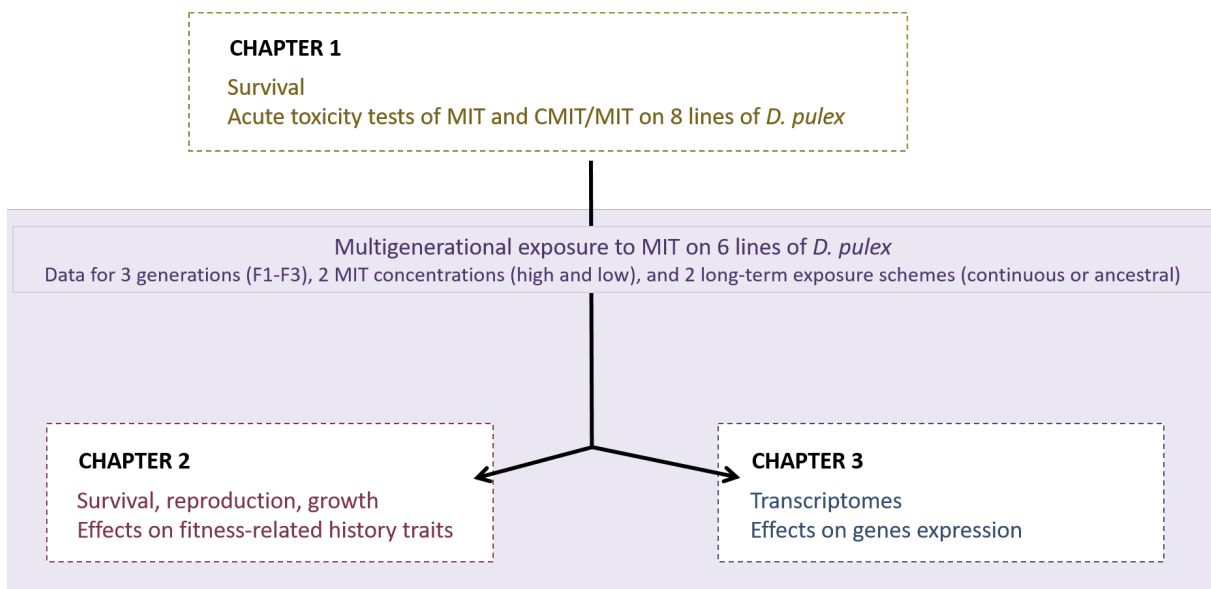 CHAPTER 1
Survival
Acute toxicity tests of MIT and CMIT/MIT on 8 lines of D. pulex
Multigenerational exposure to MIT on 6 lines of D. pulex
Data for 3 generations (F1-F3), 2 MIT concentrations (high and low), and 2 long-term exposure schemes (continuous or ancestral)
CHAPTER 2
Survival, reproduction, growth
Effects on fitness-related history traits
CHAPTER 3
Transcriptomes
Effects on genes expression